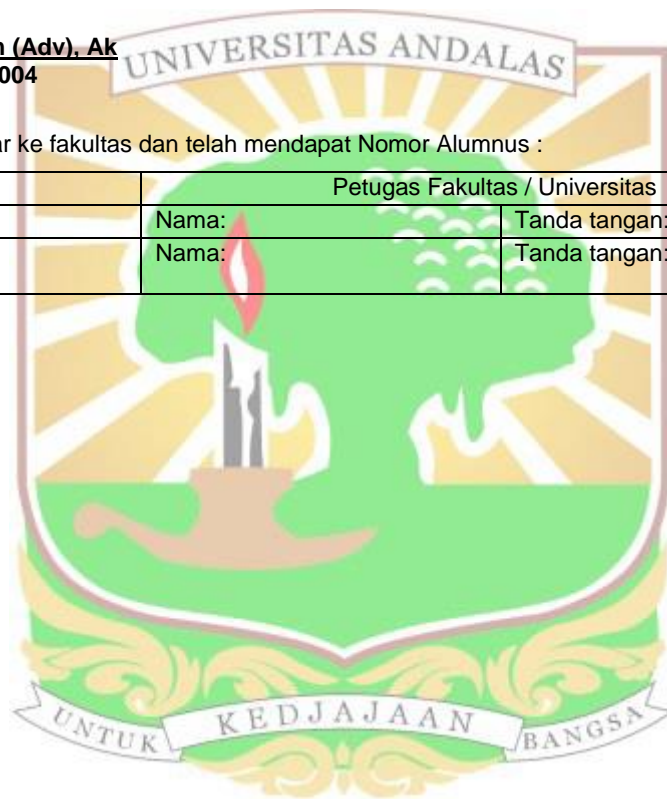 n (Adv), Ak
004
UNIVERSITAS ANDALAS
ar ke fakultas dan telah mendapat Nomor Alumnus :
Petugas Fakultas / Universitas
Nama: Tanda tangan:
Nama: Tanda tangan:
UNTUK KEDJAJAAN BANGSA